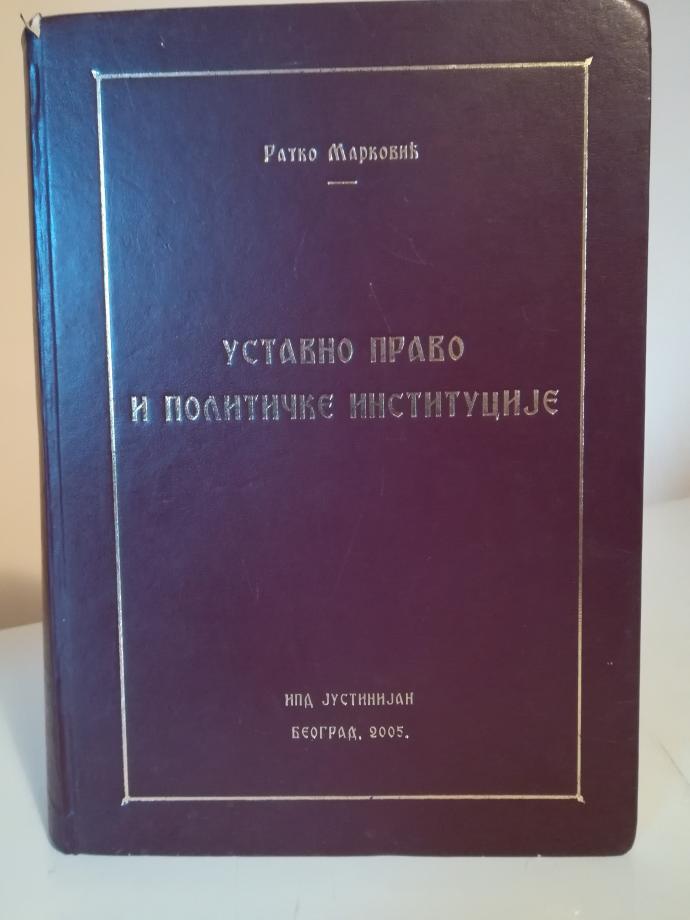 Ратко Марковић
УСТАВНО ПРАВО
И ПОЛИТИЧКЕ ИНСТИТУЦИЈЕ
ИПД ЈУСТИНИЈАН
БЕОГРАД, 2005.